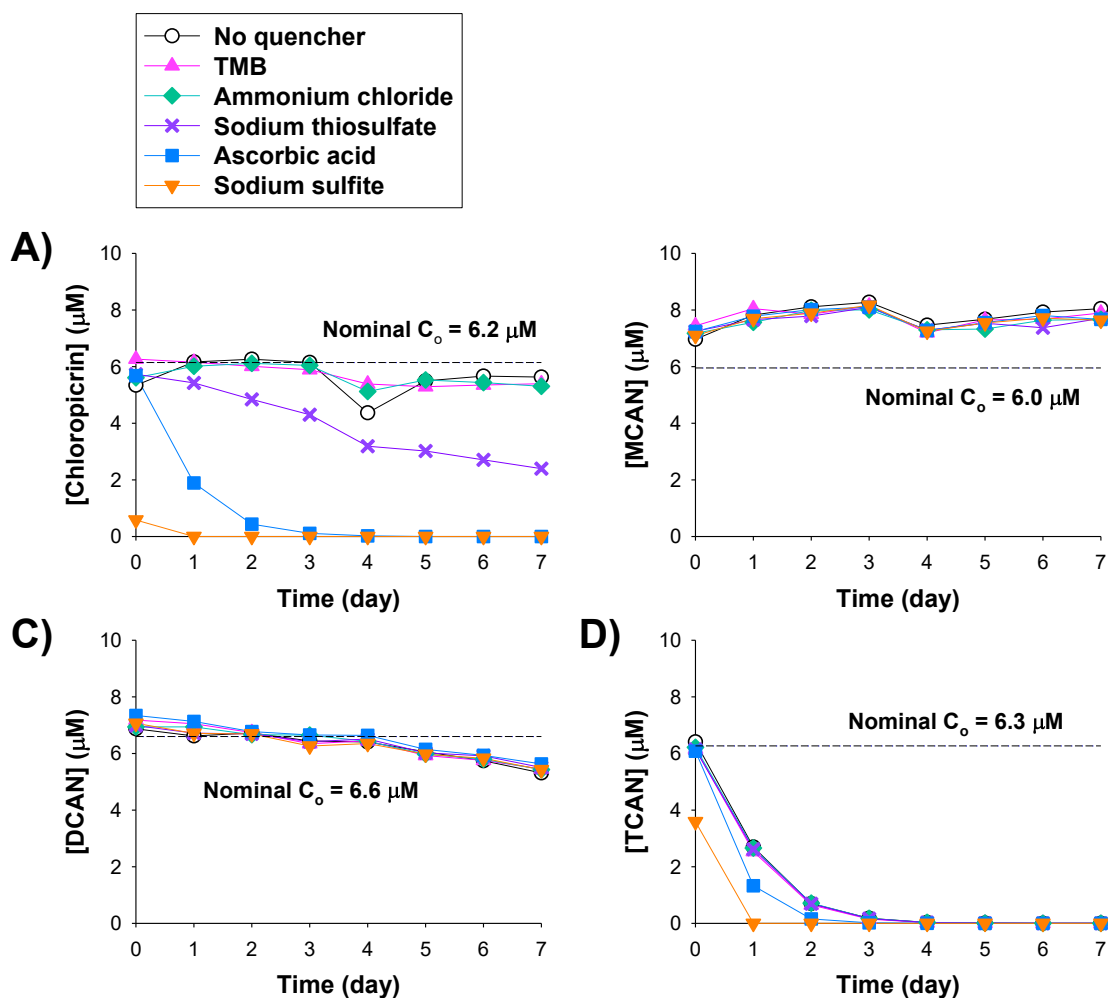 No quencher
TMB
Ammonium chloride
Sodium thiosulfate
Ascorbic acid
Sodium sulfite
A)
[Chloropicrin] (μM)
10
8
6
4
2
0
Nominal Co = 6.2 μM
0 1 2 3 4 5 6 7
Time (day)
[MCAN] (μM)
10
8
6
4
2
0
Nominal Co = 6.0 μM
0 1 2 3 4 5 6 7
Time (day)
C)
[DCAN] (μM)
10
8
6
4
2
0
Nominal Co = 6.6 μM
0 1 2 3 4 5 6 7
Time (day)
D)
[TCAN] (μM)
10
8
6
4
2
0
Nominal Co = 6.3 μM
0 1 2 3 4 5 6 7
Time (day)